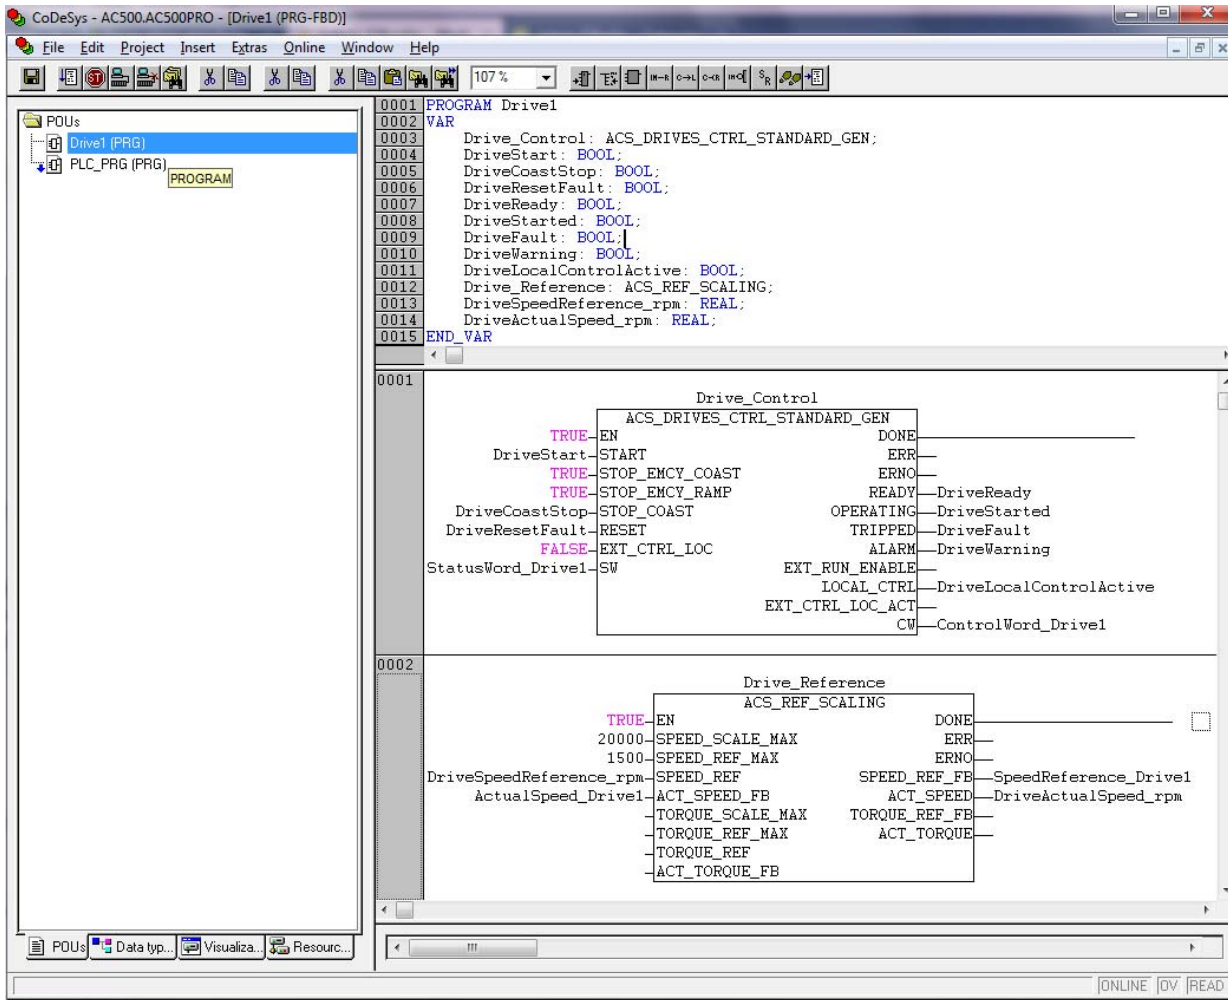 CoDeSys - AC500.AC500PRO - [Drive1 (PRG-FBD)]
File Edit Project Insert Extras Online Window Help
107 %
POUs
Drive1 (PRG)
PLC_PRG (PRG)
PROGRAM
0001 PROGRAM Drive1
0002 VAR
0003 Drive_Control: ACS_DRIVES_CTRL_STANDARD_GEN;
0004 DriveStart: BOOL;
0005 DriveCoastStop: BOOL;
0006 DriveResetFault: BOOL;
0007 DriveReady: BOOL;
0008 DriveStarted: BOOL;
0009 DriveFault: BOOL;
0010 DriveWarning: BOOL;
0011 DriveLocalControlActive: BOOL;
0012 Drive_Reference: ACS_REF_SCALING;
0013 DriveSpeedReference_rpm: REAL;
0014 DriveActualSpeed_rpm: REAL;
0015 END_VAR
0001
Drive_Control
ACS_DRIVES_CTRL_STANDARD_GEN
TRUE EN DONE
DriveStart START ERR
TRUE STOP_EMCY_COAST ERNO
TRUE STOP_EMCY_RAMP READY DriveReady
DriveCoastStop STOP_COAST OPERATING DriveStarted
DriveResetFault RESET TRIPPED DriveFault
FALSE EXT_CTRL_LOC ALARM DriveWarning
StatusWord_Drive1 SW EXT_RUN_ENABLE
LOCAL_CTRL DriveLocalControlActive
EXT_CTRL_LOC_ACT
CW ControlWord_Drive1
0002
Drive_Reference
ACS_REF_SCALING
TRUE EN DONE
20000 SPEED_SCALE_MAX ERR
1500 SPEED_REF_MAX ERNO
DriveSpeedReference_rpm SPEED_REF SPEED_REF_FB SpeedReference_Drive1
ActualSpeed_Drive1 ACT_SPEED_FB ACT_SPEED DriveActualSpeed_rpm
TORQUE_SCALE_MAX TORQUE_REF_FB
TORQUE_REF_MAX ACT_TORQUE
TORQUE_REF
ACT_TORQUE_FB
POUs Data typ... Visualiza... Resourc...
ONLINE OV READ